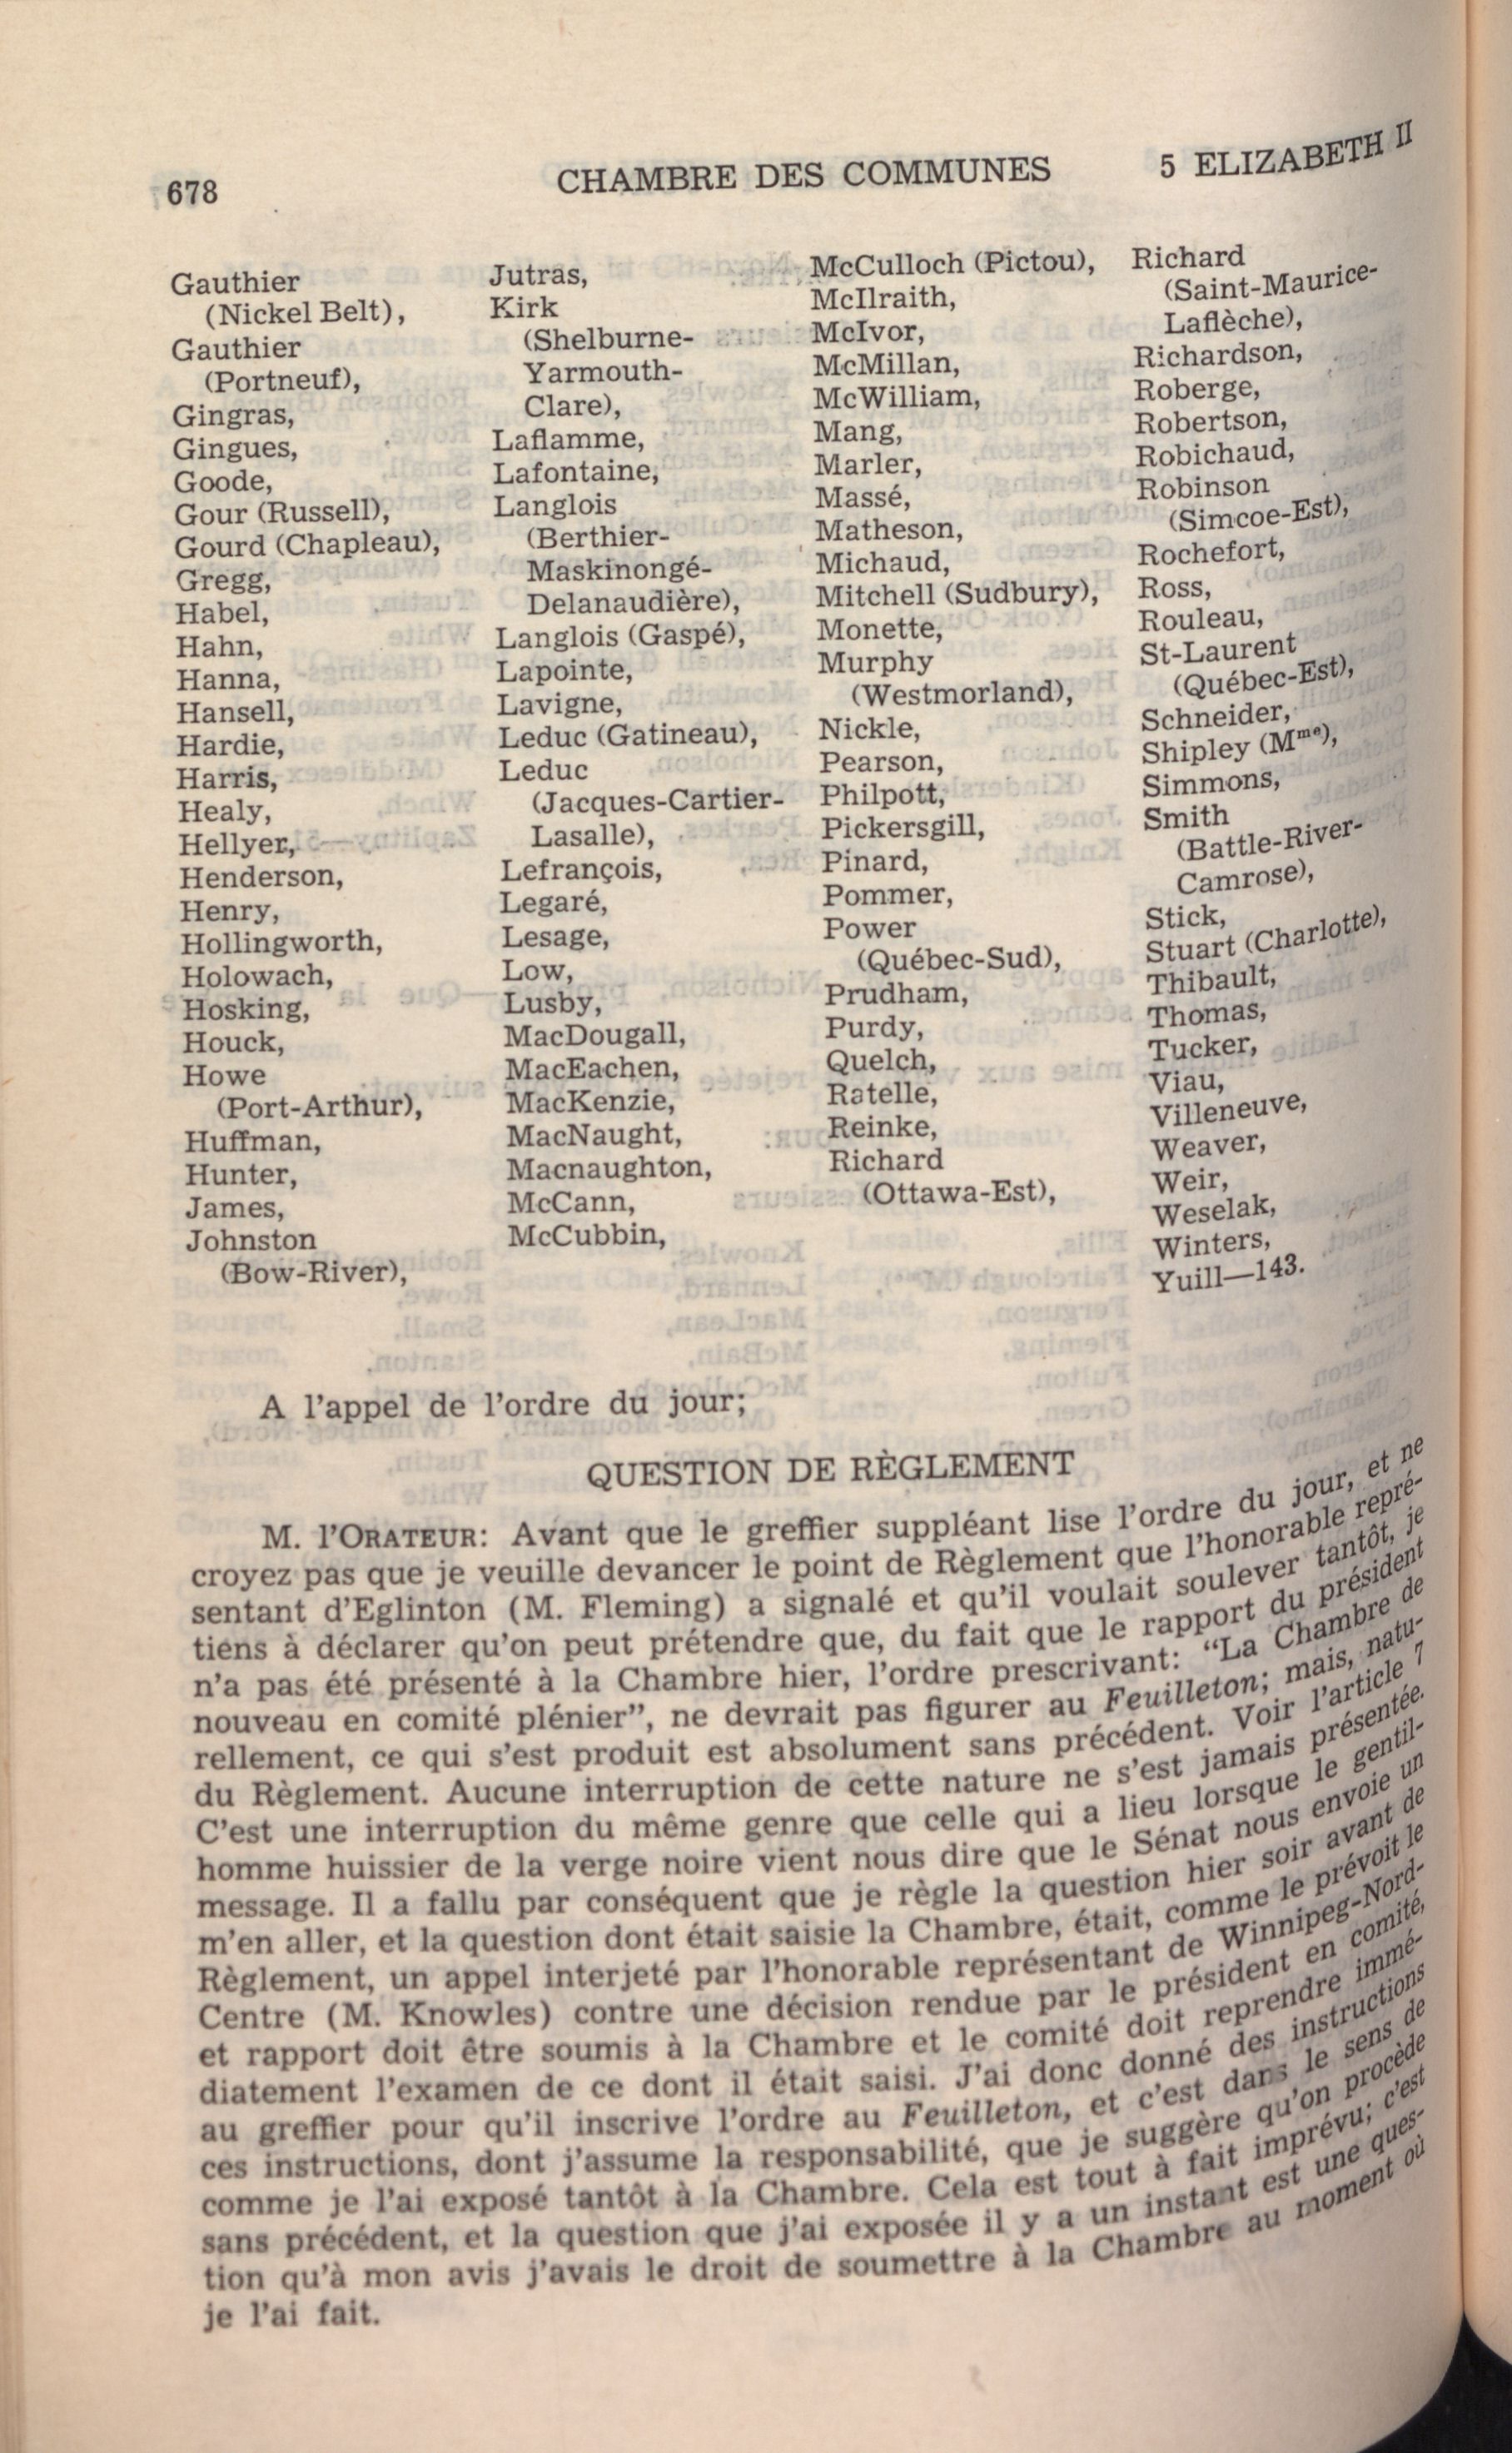 678
CHAMBRE DES COMMUNES
5 ELIZABETH II
Gauthier
(Nickel Belt),
Gauthier
(Portneuf),
Gingras,
Gingues,
Goode,
Gour (Russell),
Gourd (Chapleau),
Gregg,
Habel,
Hahn,
Hanna,
Hansell,
Hardie,
Harris,
Healy,
Hellyer,
Henderson,
Henry,
Hollingworth,
Holowach,
Hosking,
Houck,
Howe
(Port-Arthur),
Huffman,
Hunter,
James,
Johnston
(Bow-River),
Jutras,
Kirk
(Shelburne-
Yarmouth-
Clare),
Laflamme,
Lafontaine,
Langlois
(Berthier-
Maskinongé-
Delanaudière),
Langlois (Gaspé),
Lapointe,
Lavigne,
Leduc (Gatineau),
Leduc
(Jacques-Cartier-
Lasalle),
Lefrançois,
Legaré,
Lesage,
Low,
Lusby,
MacDougall,
MacEachen,
MacKenzie,
MacNaught,
Macnaughton,
McCann,
McCubbin,
McCulloch (Pictou),
McIlraith,
McIvor,
McMillan,
McWilliam,
Mang,
Marler,
Massé,
Matheson,
Michaud,
Mitchell (Sudbury),
Monette,
Murphy
(Westmorland),
Nickle,
Pearson,
Philpott,
Pickersgill,
Pinard,
Pommer,
Power
(Québec-Sud),
Prudham,
Purdy,
Quelch,
Ratelle,
Reinke,
Richard
(Ottawa-Est),
Richard
(Saint-Maurice-
Laflèche),
Richardson,
Roberge,
Robertson,
Robichaud,
Robinson
(Simcoe-Est),
Rochefort,
Ross,
Rouleau,
St-Laurent
(Québec-Est),
Schneider,
Shipley (Mme),
Simmons,
Smith
(Battle-River-
Camrose),
Stick,
Stuart (Charlotte),
Thibault,
Thomas,
Tucker,
Viau,
Villeneuve,
Weaver,
Weir,
Weselak,
Winters,
Yuill—143.
A l'appel de l'ordre du jour;
QUESTION DE RÈGLEMENT
M. l'ORATEUR: Avant que le greffier suppléant lise l'ordre du jour, et ne
croyez pas que je veuille devancer le point de Règlement que l'honorable repré-
sentant d'Eglinton (M. Fleming) a signalé et qu'il voulait soulever tantôt, je
tiens à déclarer qu'on peut prétendre que, du fait que le rapport du président
n'a pas été présenté à la Chambre hier, l'ordre prescrivant: "La Chambre de
nouveau en comité plénier", ne devrait pas figurer au Feuilleton; mais, natu-
rellement, ce qui s'est produit est absolument sans précédent. Voir l'article 7
du Règlement. Aucune interruption de cette nature ne s'est jamais présentée.
C'est une interruption du même genre que celle qui a lieu lorsque le gentil-
homme huissier de la verge noire vient nous dire que le Sénat nous envoie un
message. Il a fallu par conséquent que je règle la question hier soir avant de
m'en aller, et la question dont était saisie la Chambre, était, comme le prévoit le
Règlement, un appel interjeté par l'honorable représentant de Winnipeg-Nord-
Centre (M. Knowles) contre une décision rendue par le président en comité,
et rapport doit être soumis à la Chambre et le comité doit reprendre immé-
diatement l'examen de ce dont il était saisi. J'ai donc donné des instructions
au greffier pour qu'il inscrive l'ordre au Feuilleton, et c'est dans le sens de
ces instructions, dont j'assume la responsabilité, que je suggère qu'on procède
comme je l'ai exposé tantôt à la Chambre. Cela est tout à fait imprévu; c'est
sans précédent, et la question que j'ai exposée il y a un instant est une ques-
tion qu'à mon avis j'avais le droit de soumettre à la Chambre au moment où
je l'ai fait.